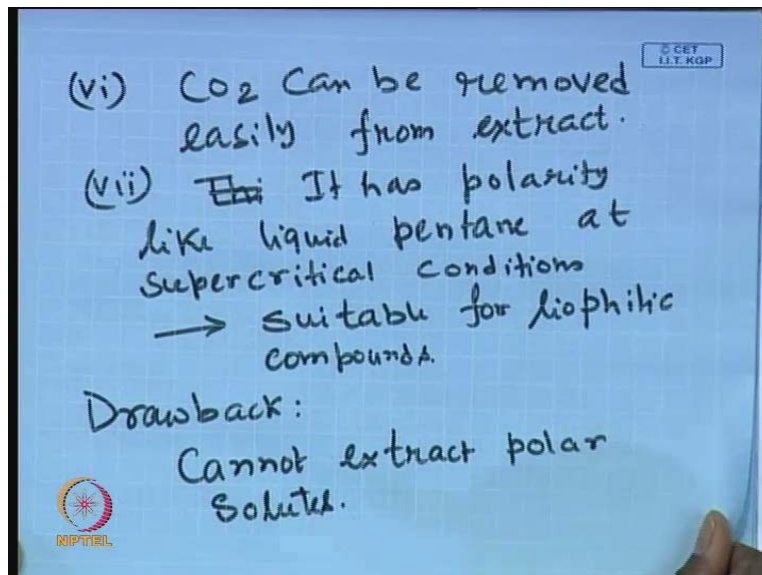 © CET
I.I.T. KGP
(vi) CO2 Can be removed
easily from extract.
(vii) Thi It has polarity
like liquid pentane at
supercritical conditions
→ suitable for liophilic
compounds.
Drawback:
Cannot extract polar
solutes.
NPTEL